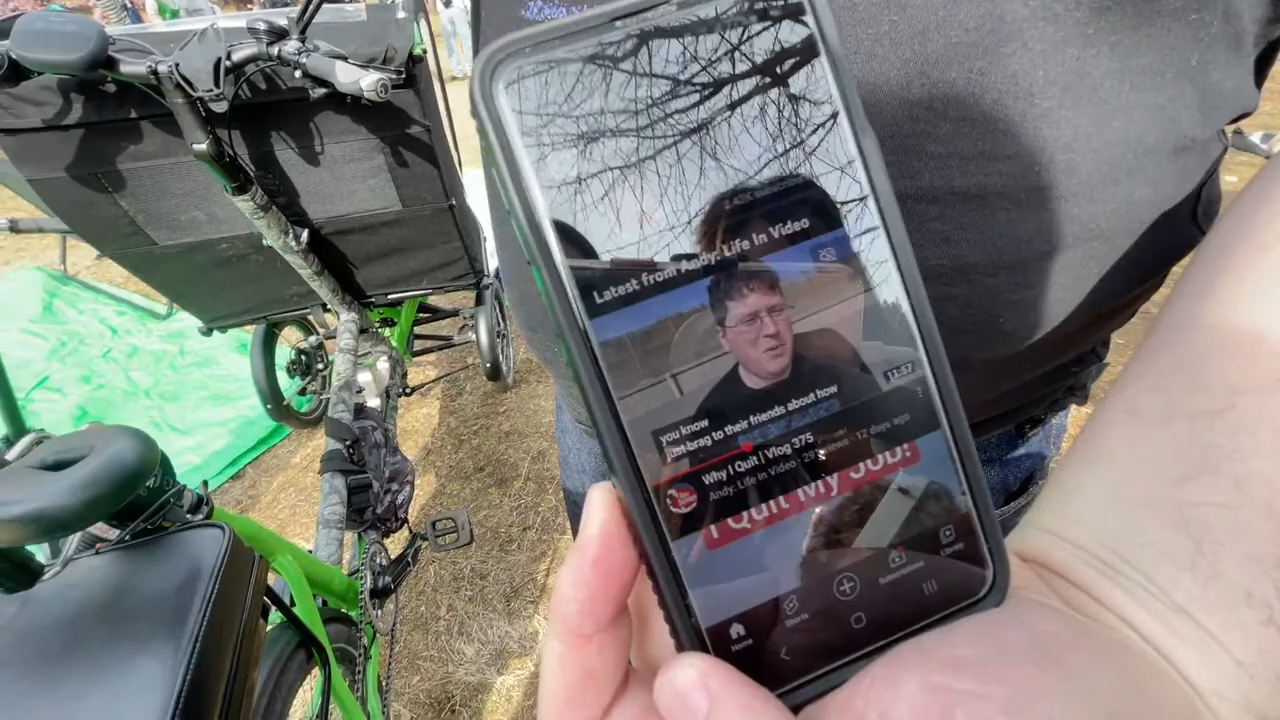 Latest from Andy: Life In Video
11:57
you know
just brag to their friends about how
Why I Quit | Vlog 375
Andy: Life In Video
12 days ago
I Quit My Job!
Home
Shorts
Subscriptions
Library